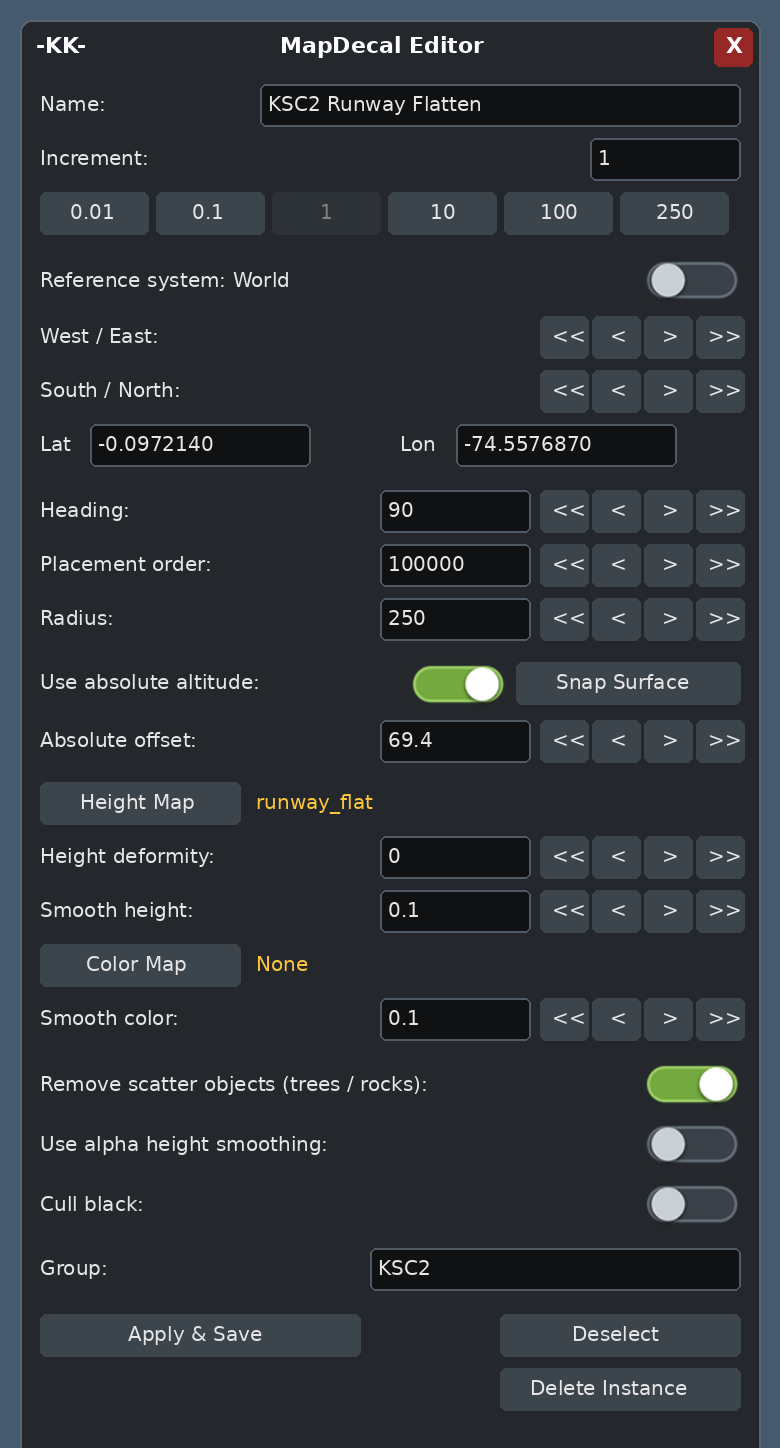 -KK- MapDecal Editor X
Name: KSC2 Runway Flatten
Increment: 1
0.01 0.1 1 10 100 250
Reference system: World
West / East: << < > >>
South / North: << < > >>
Lat -0.0972140 Lon -74.5576870
Heading: 90 << < > >>
Placement order: 100000 << < > >>
Radius: 250 << < > >>
Use absolute altitude: Snap Surface
Absolute offset: 69.4 << < > >>
Height Map runway_flat
Height deformity: 0 << < > >>
Smooth height: 0.1 << < > >>
Color Map None
Smooth color: 0.1 << < > >>
Remove scatter objects (trees / rocks):
Use alpha height smoothing:
Cull black:
Group: KSC2
Apply & Save Deselect
Delete Instance